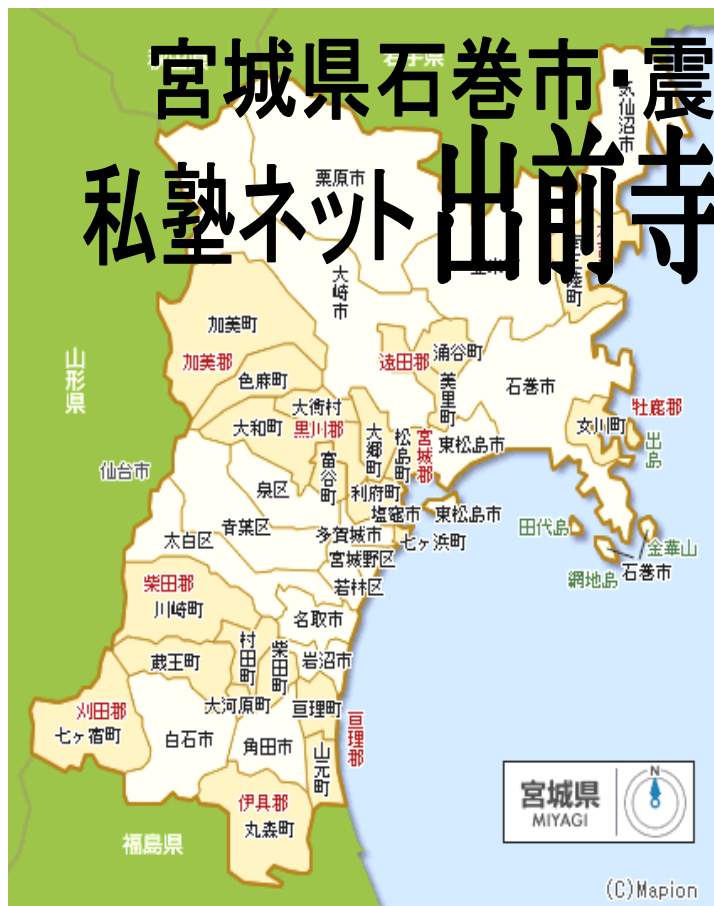 宮城県石巻市・震
私塾ネット出前寺
岩手県
気仙沼市
栗原市
大崎市
加美町
加美郡
色麻町
遠田郡
涌谷町
美里町
石巻市
女川町
牡鹿郡
出島
山形県
大衡村
大和町
黒川郡
大郷町
松島町
宮城郡
東松島市
仙台市
富谷町
利府町
泉区
塩竈市
東松島市
青葉区
多賀城市
七ヶ浜町
田代島
太白区
宮城野区
金華山
網地島
石巻市
若林区
柴田郡
川崎町
名取市
村田町
柴田町
岩沼市
蔵王町
大河原町
亘理町
亘理郡
刈田郡
七ヶ宿町
白石市
角田市
山元町
伊具郡
丸森町
福島県
宮城県
MIYAGI
N
(C)Mapion